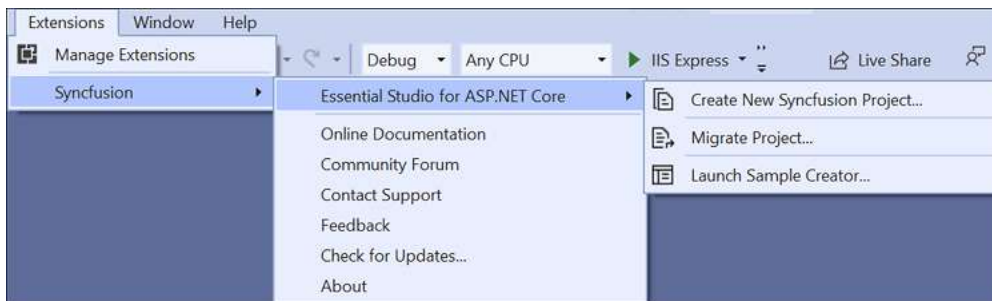 Extensions Window Help
Manage Extensions
Debug Any CPU IIS Express Live Share
Syncfusion
Essential Studio for ASP.NET Core
Create New Syncfusion Project...
Online Documentation
Migrate Project...
Community Forum
Launch Sample Creator...
Contact Support
Feedback
Check for Updates...
About